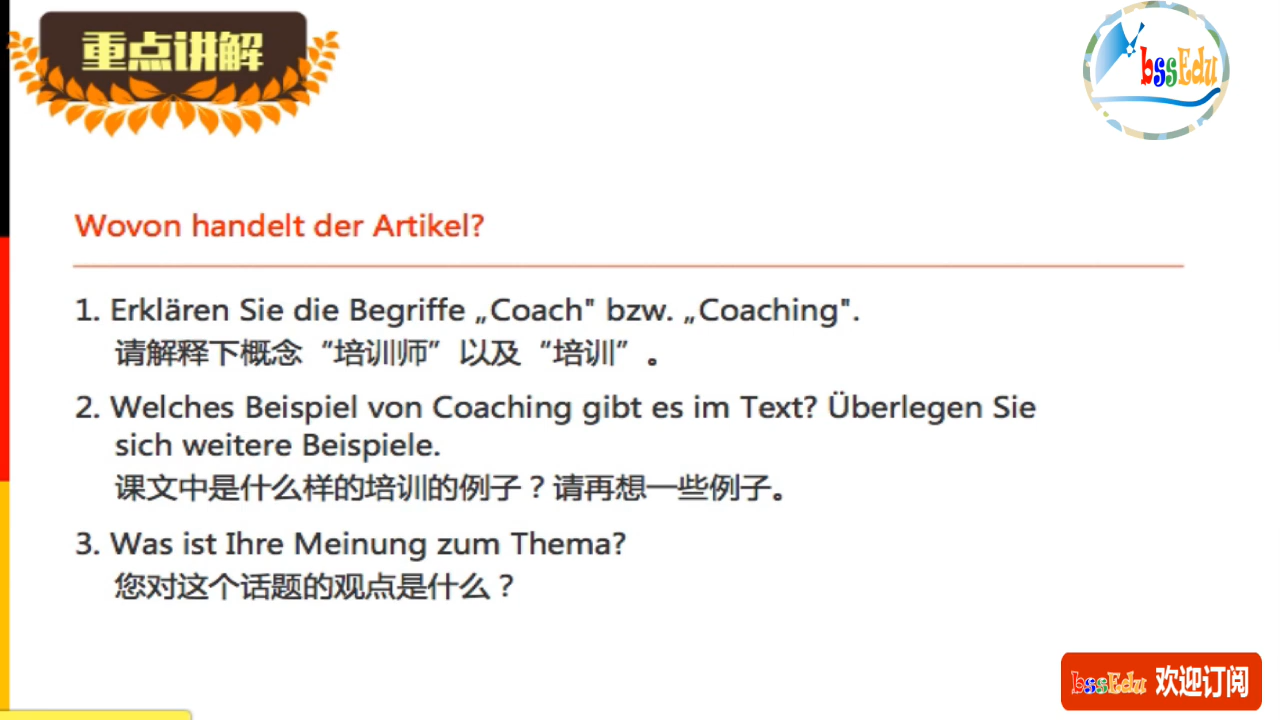 重点讲解
bssEdu
Wovon handelt der Artikel?
1. Erklären Sie die Begriffe „Coach" bzw. „Coaching".
请解释下概念“培训师”以及“培训”。
2. Welches Beispiel von Coaching gibt es im Text? Überlegen Sie
sich weitere Beispiele.
课文中是什么样的培训的例子？请再想一些例子。
3. Was ist Ihre Meinung zum Thema?
您对这个话题的观点是什么？
bssEdu 欢迎订阅